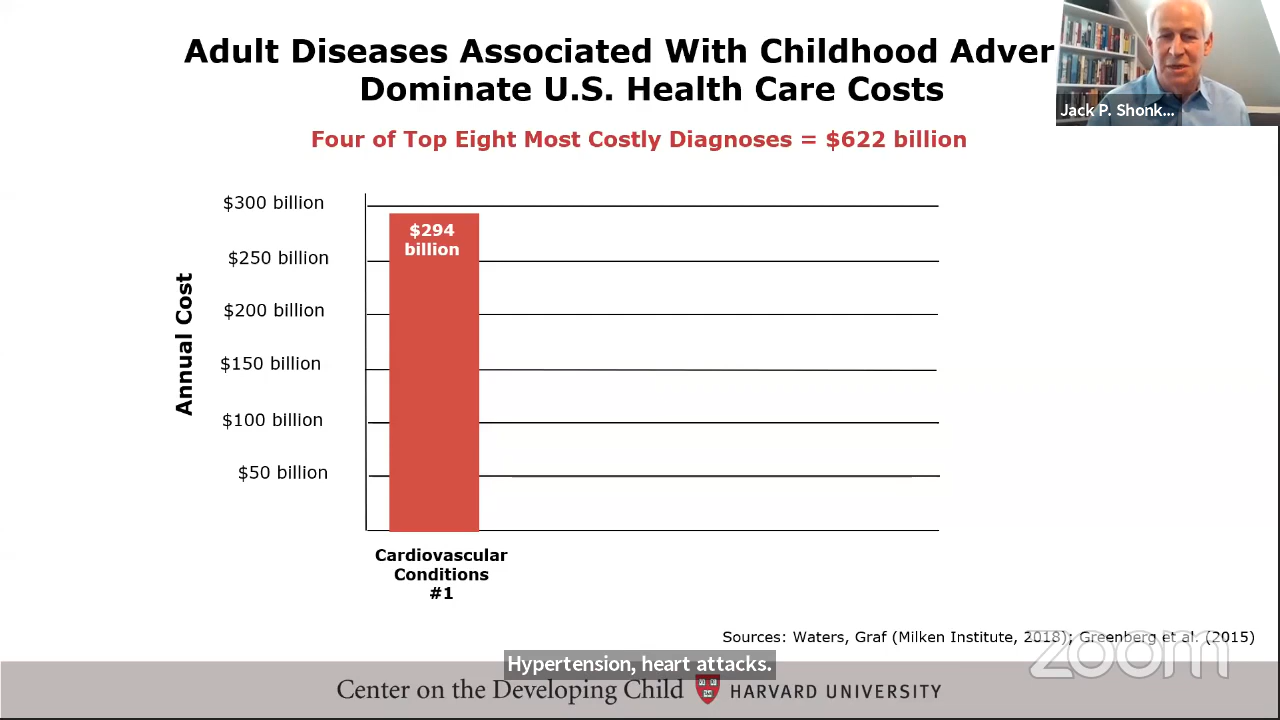 Adult Diseases Associated With Childhood Adver
Dominate U.S. Health Care Costs
Jack P. Shonk...
Four of Top Eight Most Costly Diagnoses = $622 billion
$300 billion
$294
billion
$250 billion
$200 billion
$150 billion
$100 billion
$50 billion
Annual Cost
Cardiovascular
Conditions
#1
Sources: Waters, Graf (Milken Institute, 2018); Greenberg et al. (2015)
zoom
Hypertension, heart attacks.
Center on the Developing Child HARVARD UNIVERSITY